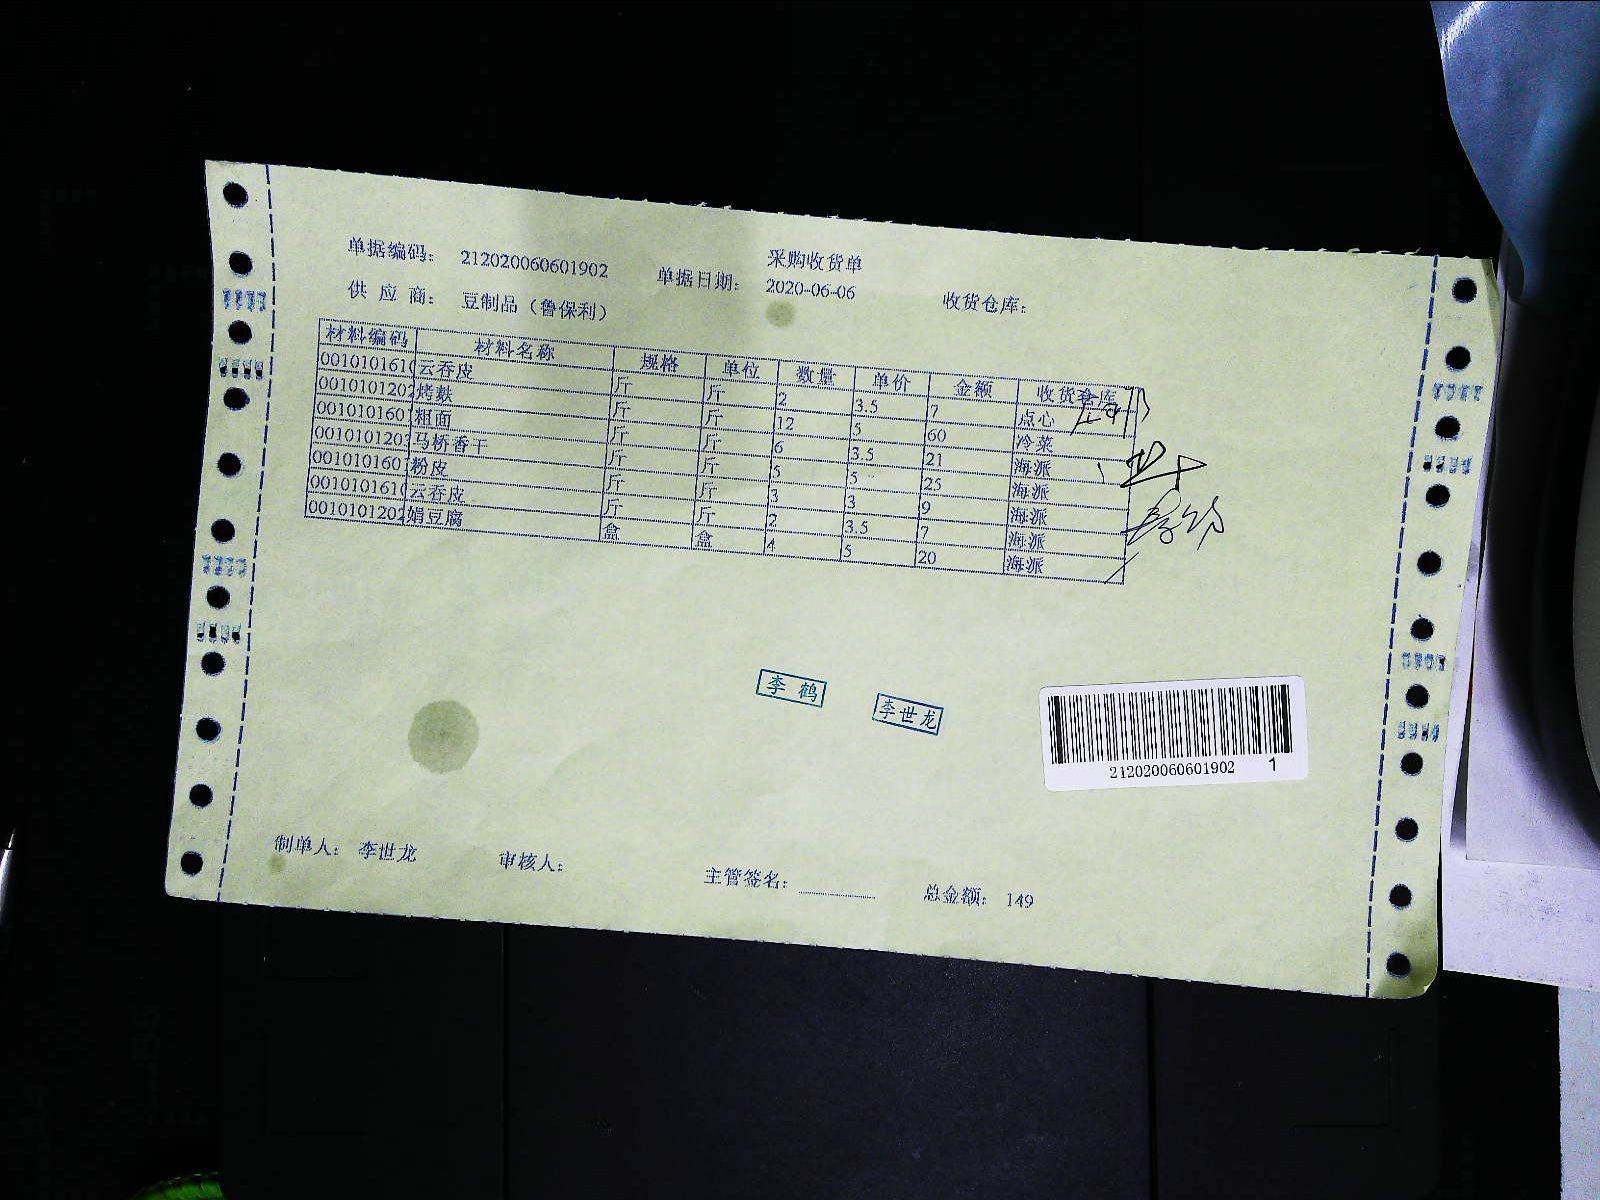 采购收货单
单据编码： 212020060601902 单据日期： 2020-06-06 收货仓库：
供 应 商： 豆制品（鲁保利）
材料编码 材料名称 规格 单位 数量 单价 金额 收货仓库
001010161 云吞皮 斤 斤 2 3.5 7 点心
001010120 烤麸 斤 斤 12 5 60 冷菜
001010160 粗面 斤 斤 6 3.5 21 海派
001010120 马桥香干 斤 斤 5 5 25 海派
001010160 粉皮 斤 斤 3 3 9 海派
001010161 云吞皮 斤 斤 2 3.5 7 海派
001010120 娟豆腐 盒 盒 4 5 20 海派
李 鹤
李世龙
212020060601902 1
制单人： 李世龙 审核人： 主管签名： 总金额： 149